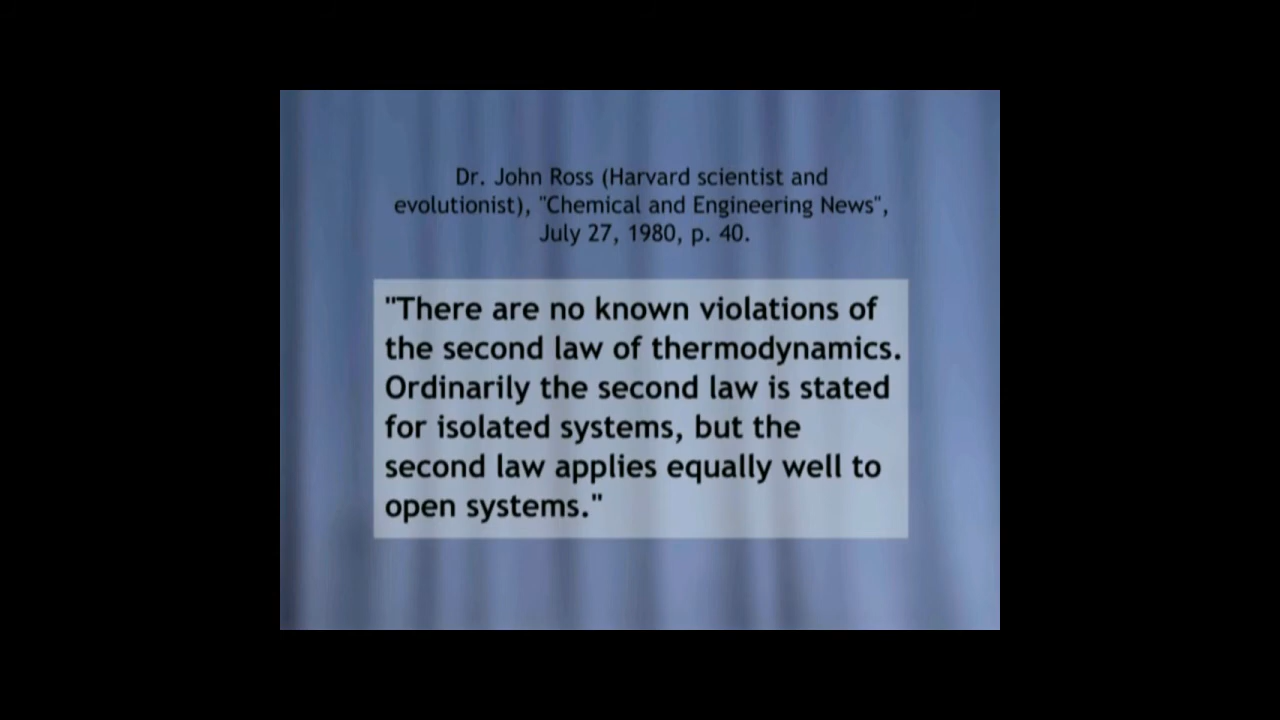 Dr. John Ross (Harvard scientist and
evolutionist), "Chemical and Engineering News",
July 27, 1980, p. 40.
"There are no known violations of
the second law of thermodynamics.
Ordinarily the second law is stated
for isolated systems, but the
second law applies equally well to
open systems."